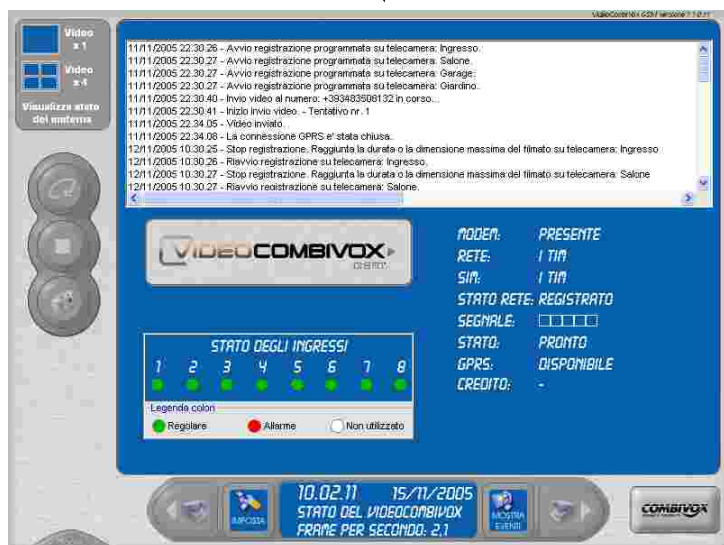 VideoCombivox GSM versione 7.1.0.11
Video
x 1
Video
x 4
Visualizza stato
del sistema
11/11/2005 22.30.26 - Avvio registrazione programmata su telecamera: Ingresso.
11/11/2005 22.30.27 - Avvio registrazione programmata su telecamera: Salone.
11/11/2005 22.30.27 - Avvio registrazione programmata su telecamera: Garage.
11/11/2005 22.30.27 - Avvio registrazione programmata su telecamera: Giardino.
11/11/2005 22.30.40 - Invio video al numero: +393483506132 in corso...
11/11/2005 22.30.41 - Inizio invio video. - Tentativo nr. 1
11/11/2005 22.34.05 - Video inviato.
11/11/2005 22.34.08 - La connessione GPRS e' stata chiusa.
12/11/2005 10.30.25 - Stop registrazione. Raggiunta la durata o la dimensione massima del filmato su telecamera: Ingresso
12/11/2005 10.30.26 - Riavvio registrazione su telecamera: Ingresso.
12/11/2005 10.30.27 - Stop registrazione. Raggiunta la durata o la dimensione massima del filmato su telecamera: Salone
12/11/2005 10.30.27 - Riavvio registrazione su telecamera: Salone.
VIDEOCOMBIVOX
MODEM: PRESENTE
RETE: I TIM
SIM: I TIM
STATO RETE: REGISTRATO
SEGNALE:
STATO: PRONTO
GPRS: DISPONIBILE
CREDITO: -
STATO DEGLI INGRESSI
1 2 3 4 5 6 7 8
Legenda colori
Regolare Allarme Non utilizzato
IMPOSTA
10.02.11 15/11/2005
STATO DEL VIDEOCOMBIVOX
FRAME PER SECONDO: 2,1
MOSTRA
EVENTI
COMBIVOX